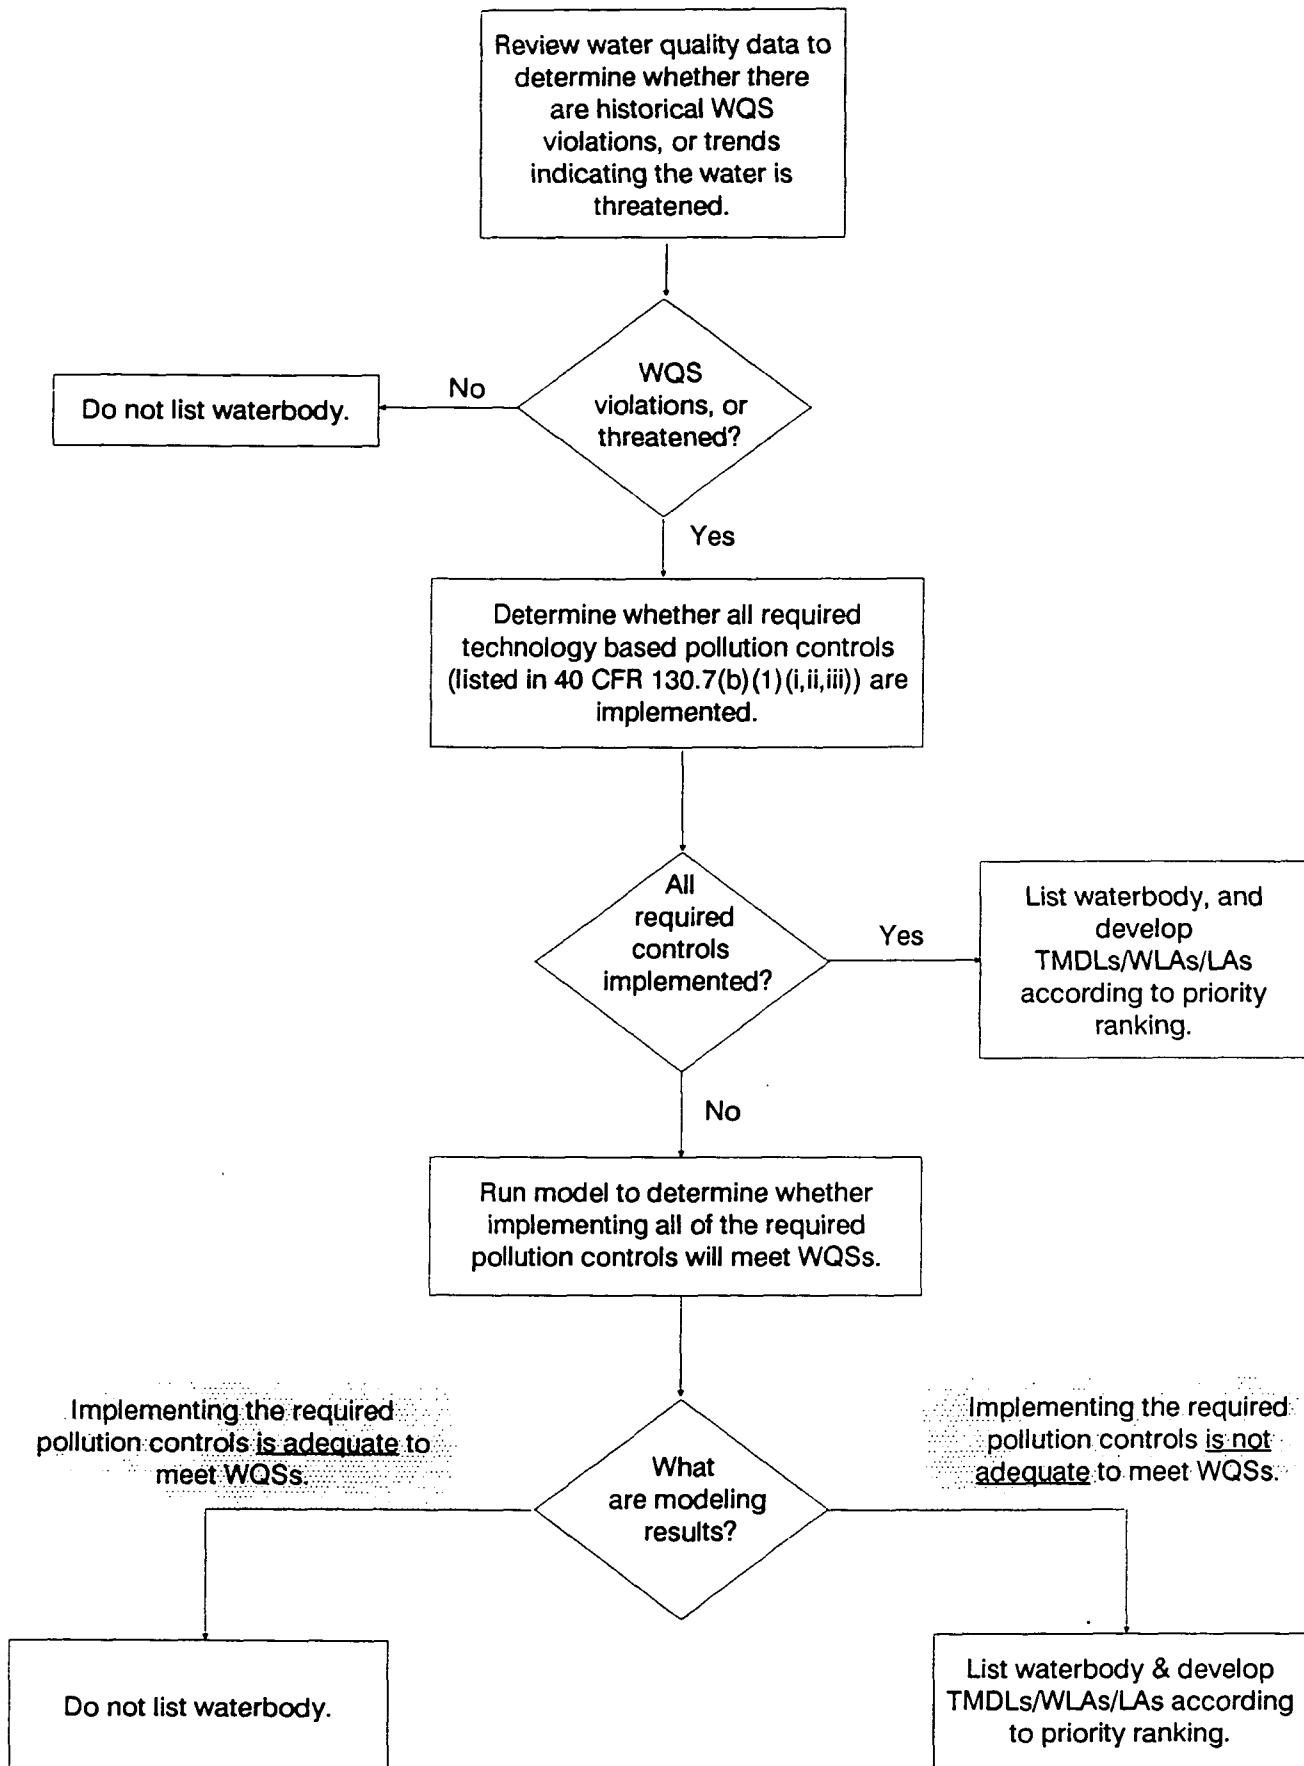 Review water quality data to
determine whether there
are historical WQS
violations, or trends
indicating the water is
threatened.
WQS
violations, or
threatened?
No
Do not list waterbody.
Yes
Determine whether all required
technology based pollution controls
(listed in 40 CFR 130.7(b)(1)(i,ii,iii)) are
implemented.
All
required
controls
implemented?
Yes
List waterbody, and
develop
TMDLs/WLAs/LAs
according to priority
ranking.
No
Run model to determine whether
implementing all of the required
pollution controls will meet WQSs.
Implementing the required
pollution controls is adequate to
meet WQSs.
What
are modeling
results?
Implementing the required
pollution controls is not
adequate to meet WQSs.
Do not list waterbody.
List waterbody & develop
TMDLs/WLAs/LAs according
to priority ranking.